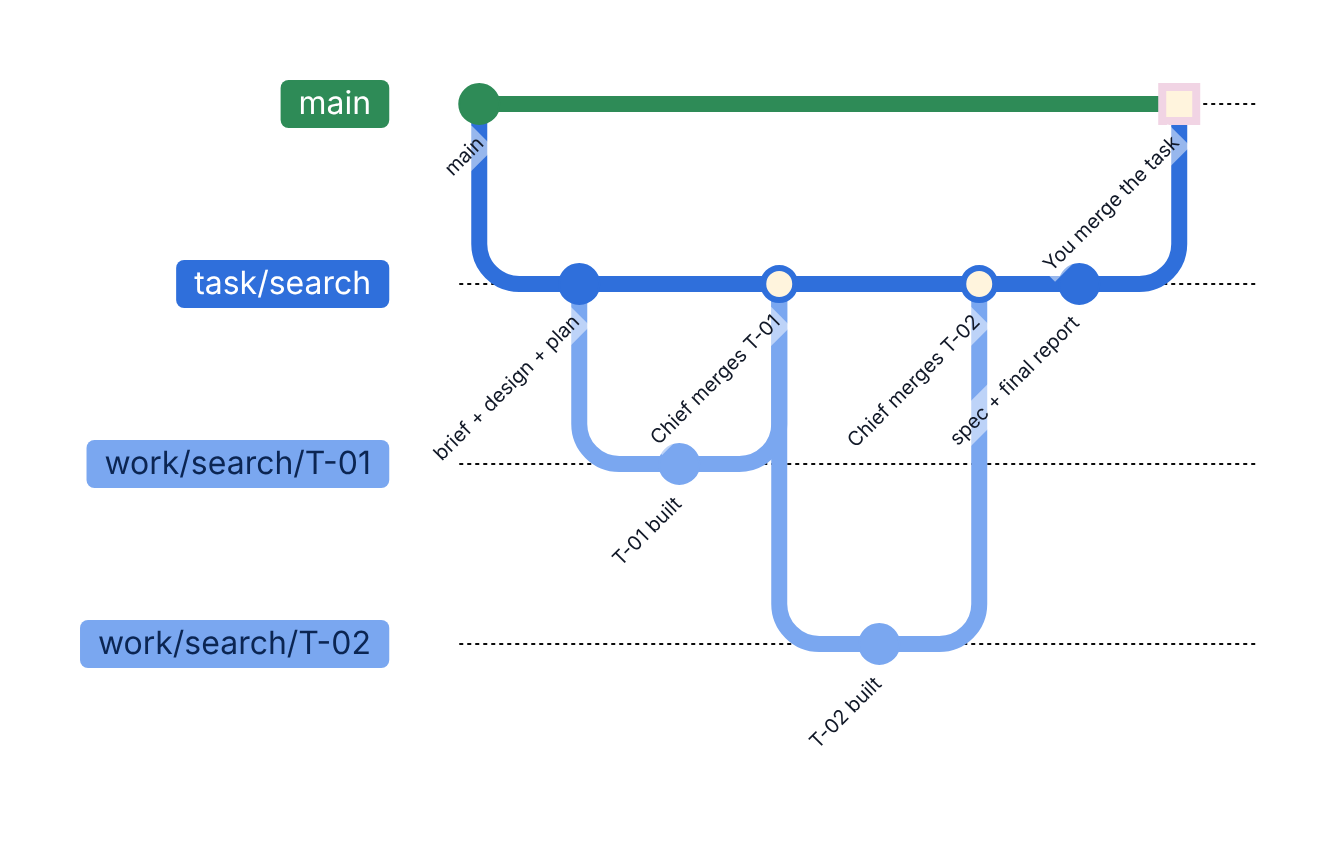 main
main
You merge the task
task/search
brief + design + plan
Chief merges T-01
Chief merges T-02
spec + final report
work/search/T-01
T-01 built
work/search/T-02
T-02 built